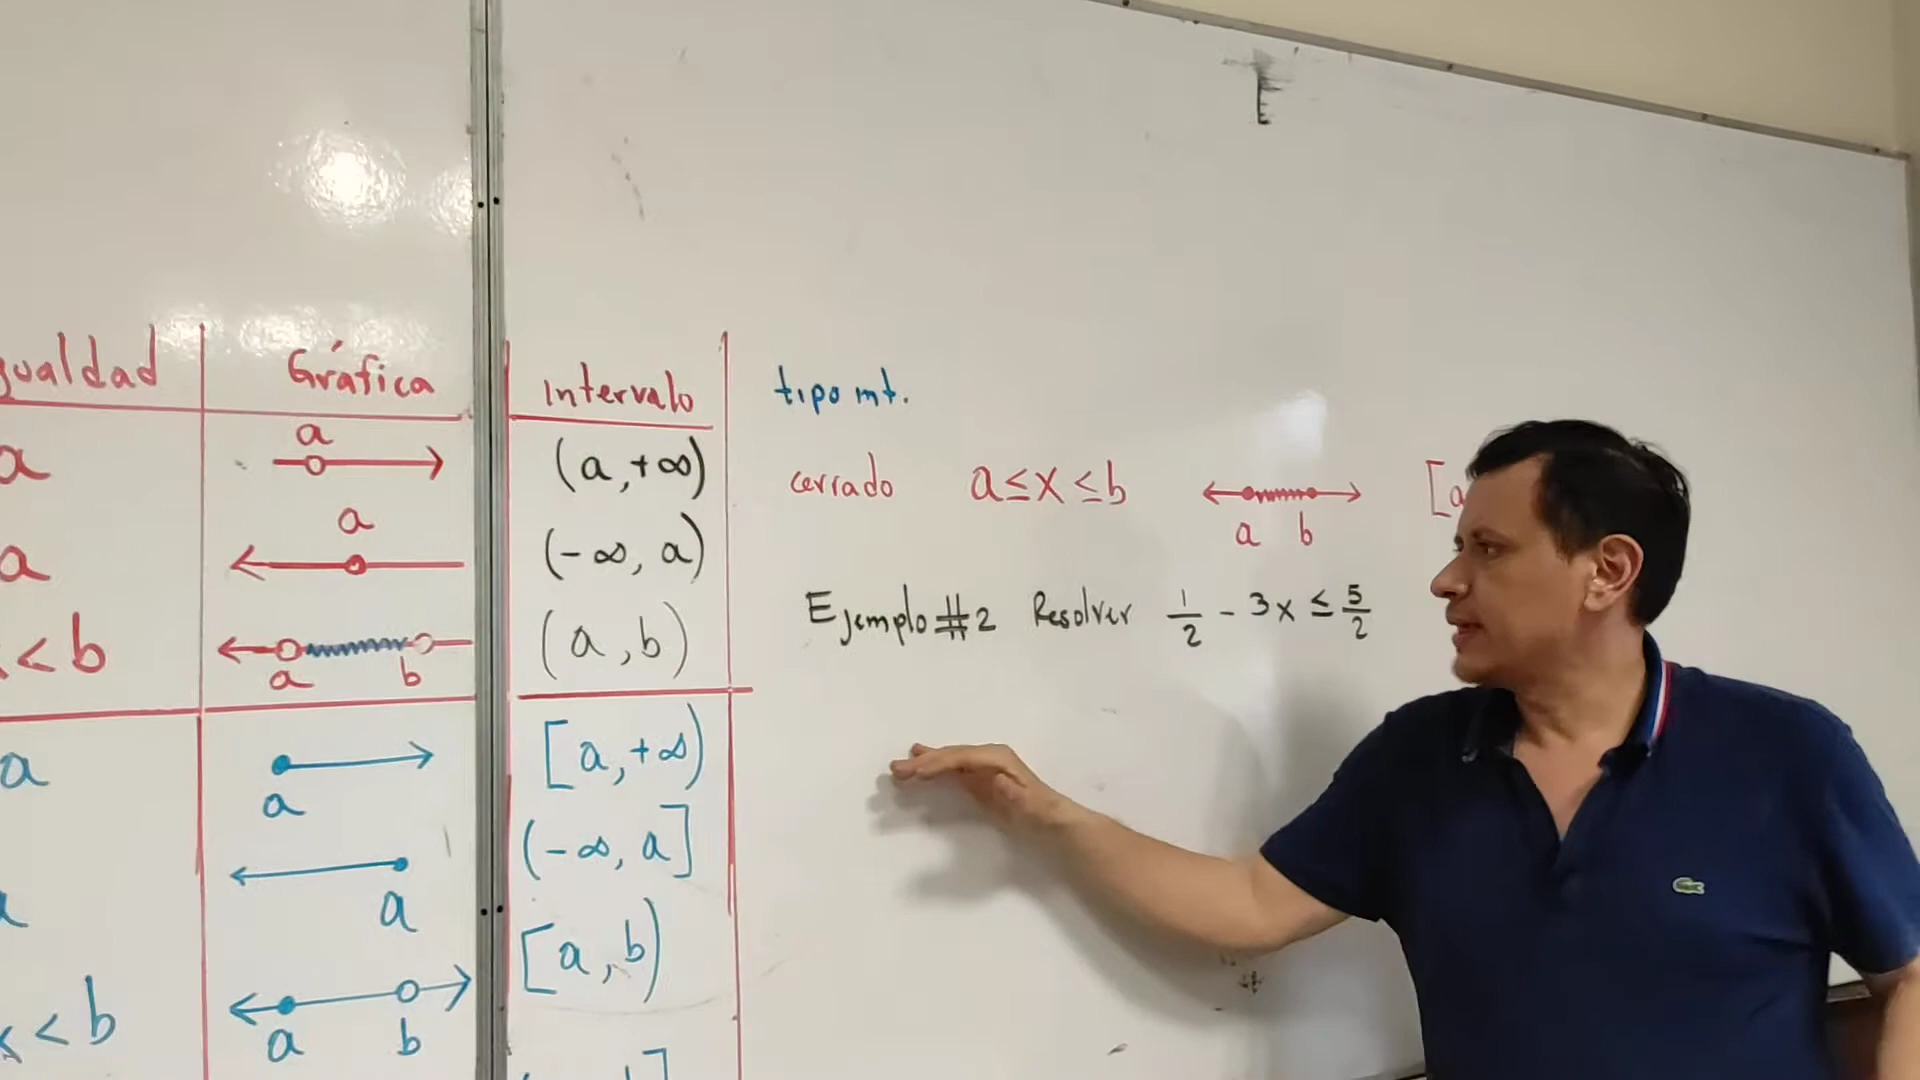 gualdad Gráfica Intervalo tipo int.
a a (a,+∞) cerrado a≤x≤b a b [a
a a (-∞, a)
Ejemplo #2 Resolver 1/2 - 3x ≤ 5/2
<b a b (a,b)
a a [a,+∞)
a (-∞, a]
[a,b)
<b a b